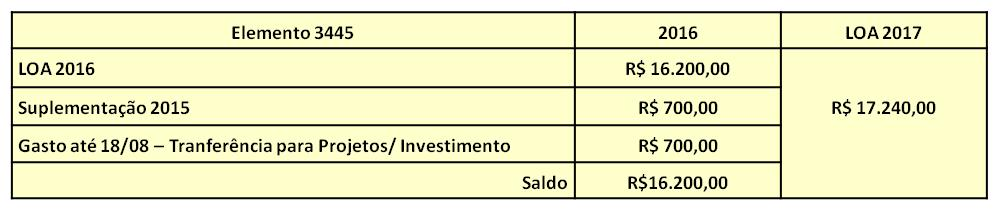 Elemento 3445 2016 LOA 2017
LOA 2016 R$ 16.200,00
Suplementação 2015 R$ 700,00 R$ 17.240,00
Gasto até 18/08 – Tranferência para Projetos/ Investimento R$ 700,00
Saldo R$16.200,00